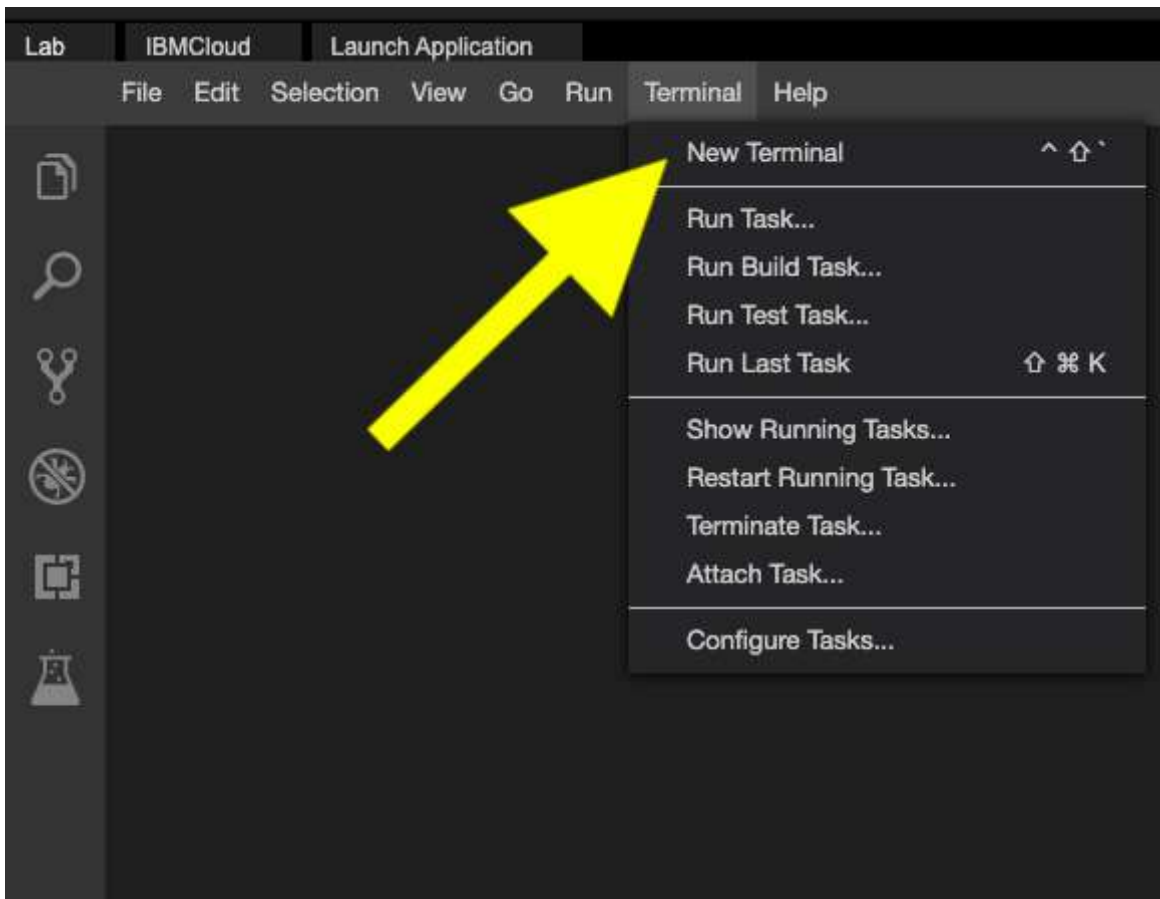 Lab IBMCloud Launch Application
File Edit Selection View Go Run Terminal Help
New Terminal ^ ⇧ `
Run Task...
Run Build Task...
Run Test Task...
Run Last Task ⇧ ⌘ K
Show Running Tasks...
Restart Running Task...
Terminate Task...
Attach Task...
Configure Tasks...